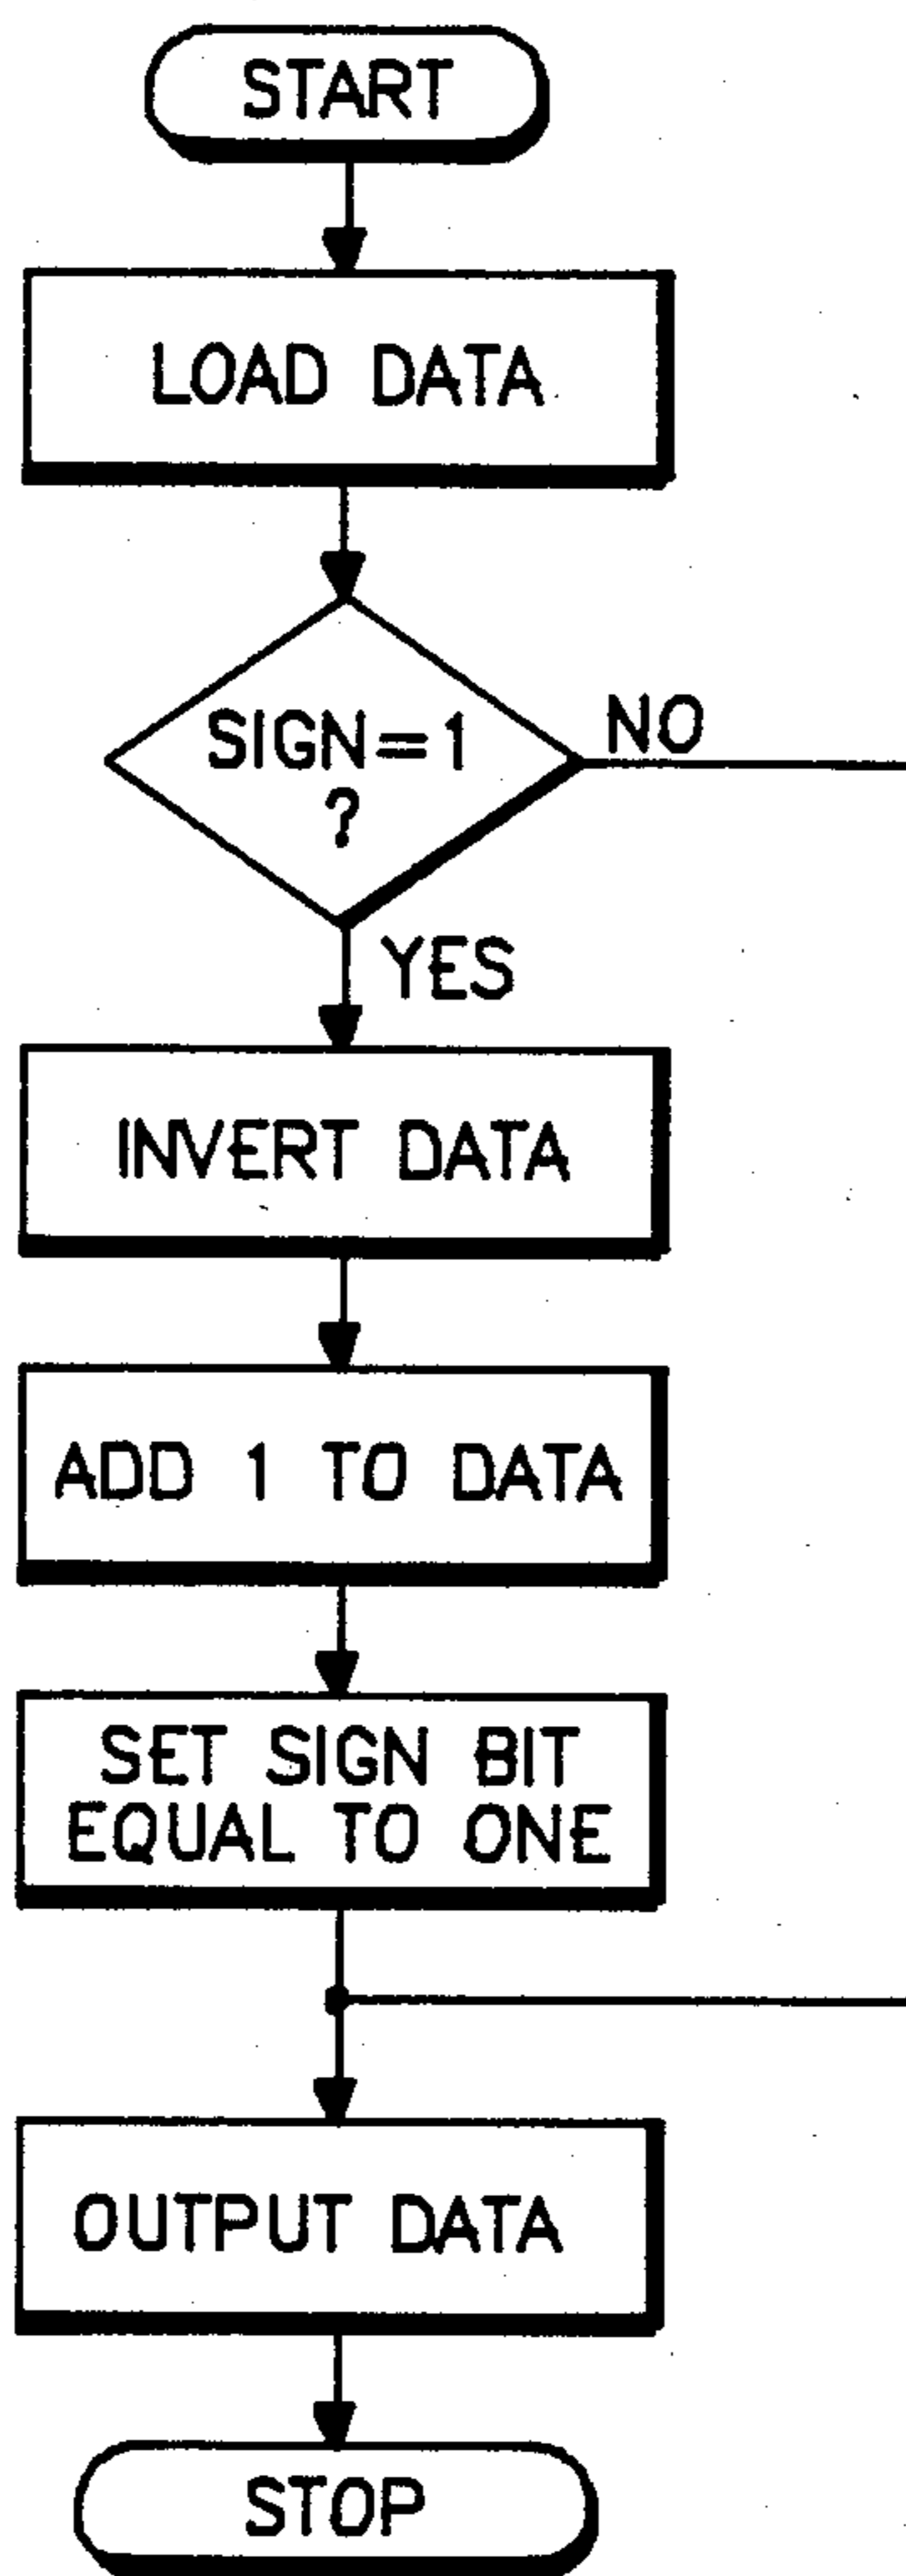 START
LOAD DATA
SIGN=1
?
NO
YES
INVERT DATA
ADD 1 TO DATA
SET SIGN BIT
EQUAL TO ONE
OUTPUT DATA
STOP